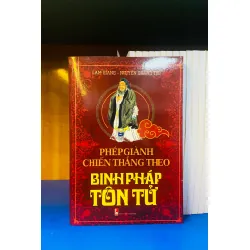 PHÉP GIÀNH
CHIẾN THẮNG THEO
BINH PHÁP
TÔN TỬ